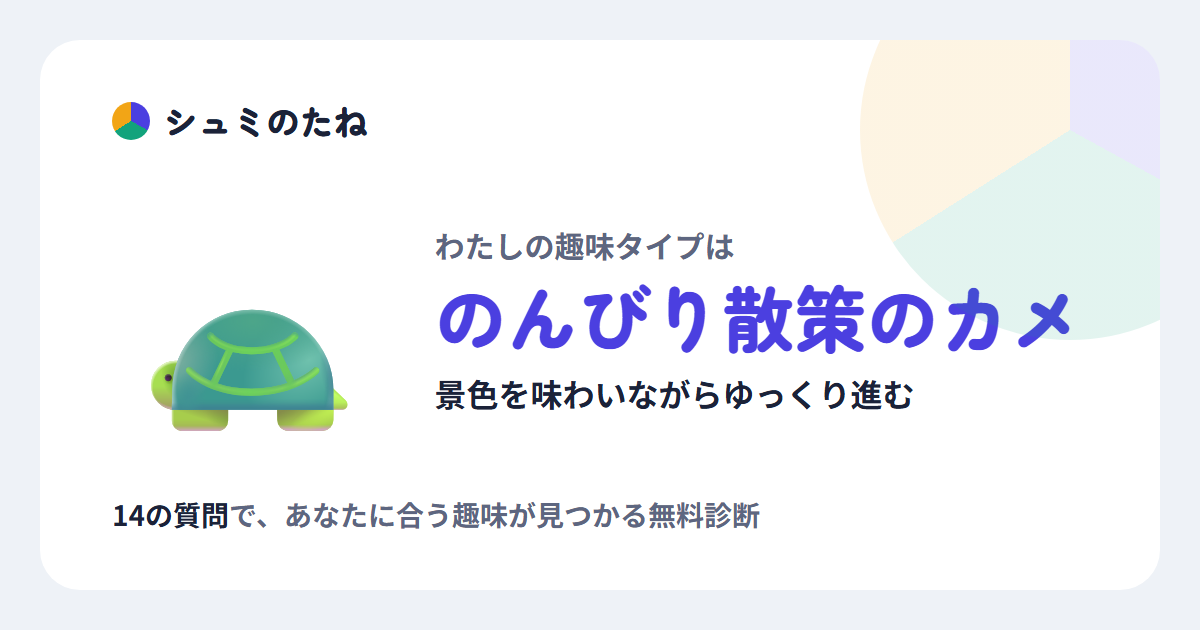 シュミのたね
わたしの趣味タイプは
のんびり散策のカメ
景色を味わいながらゆっくり進む
14の質問で、あなたに合う趣味が見つかる無料診断